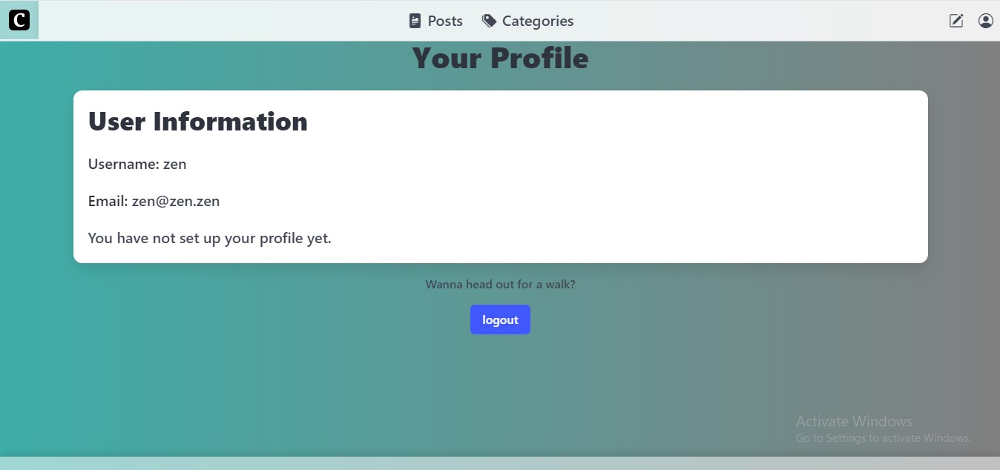 C
Posts
Categories
Your Profile
User Information
Username: zen
Email: zen@zen.zen
You have not set up your profile yet.
Wanna head out for a walk?
logout
Activate Windows
Go to Settings to activate Windows.